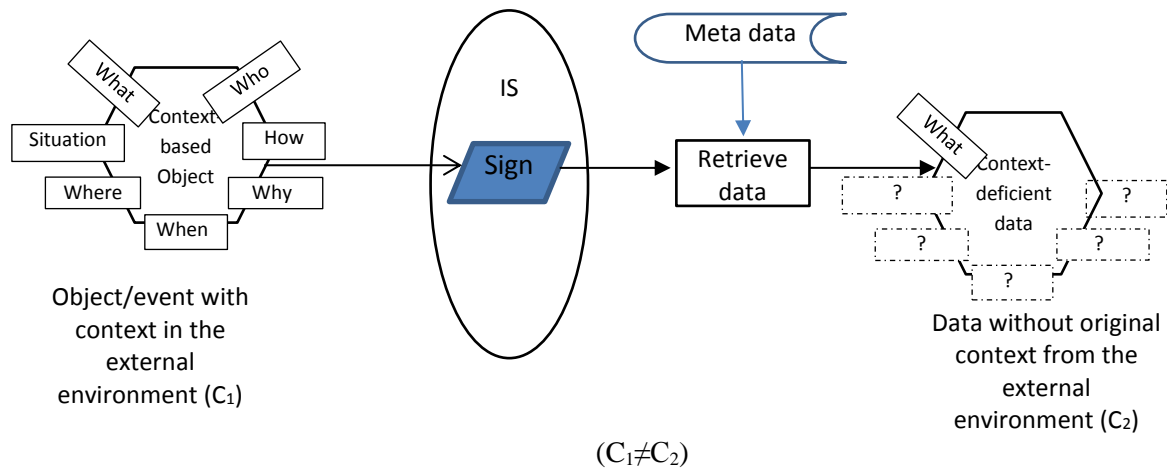 What
Who
Situation
Context
based
Object
How
Where
Why
When
Object/event with
context in the
external
environment (C₁)
IS
Sign
Meta data
Retrieve
data
What
Context-
deficient
data
?
?
?
?
?
Data without original
context from the
external
environment (C₂)
(C₁≠C₂)